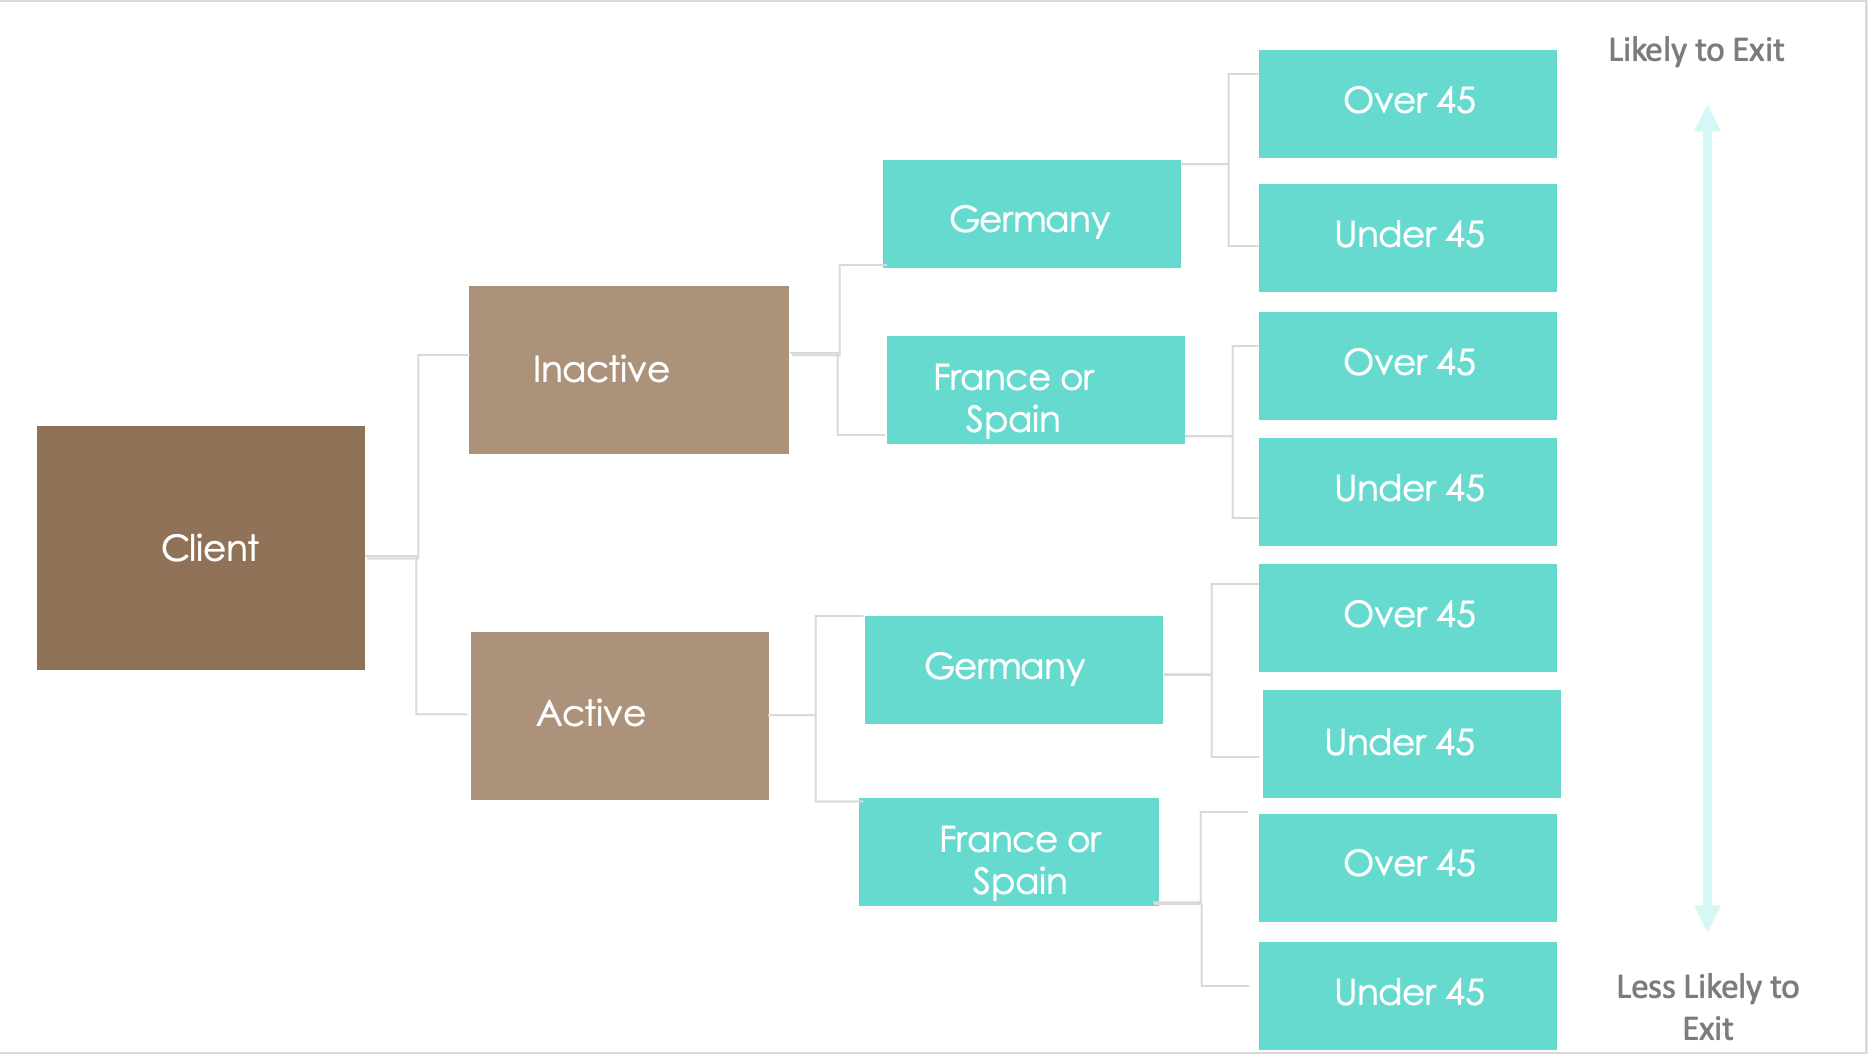 Likely to Exit
Over 45
Germany
Under 45
Inactive
Over 45
France or
Spain
Under 45
Client
Over 45
Germany
Active
Under 45
France or
Spain
Over 45
Under 45
Less Likely to
Exit